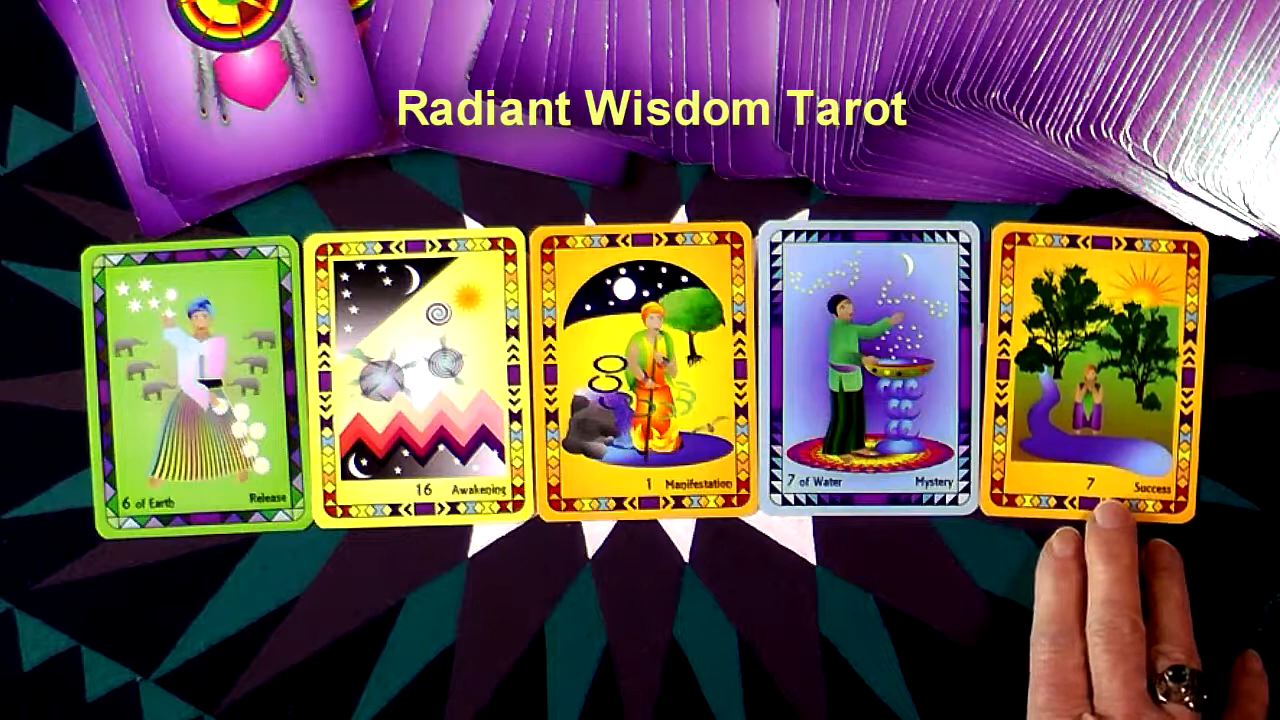 Radiant Wisdom Tarot
6 of Earth Release
16 Awakening
1 Manifestation
7 of Water Mystery
7 Success